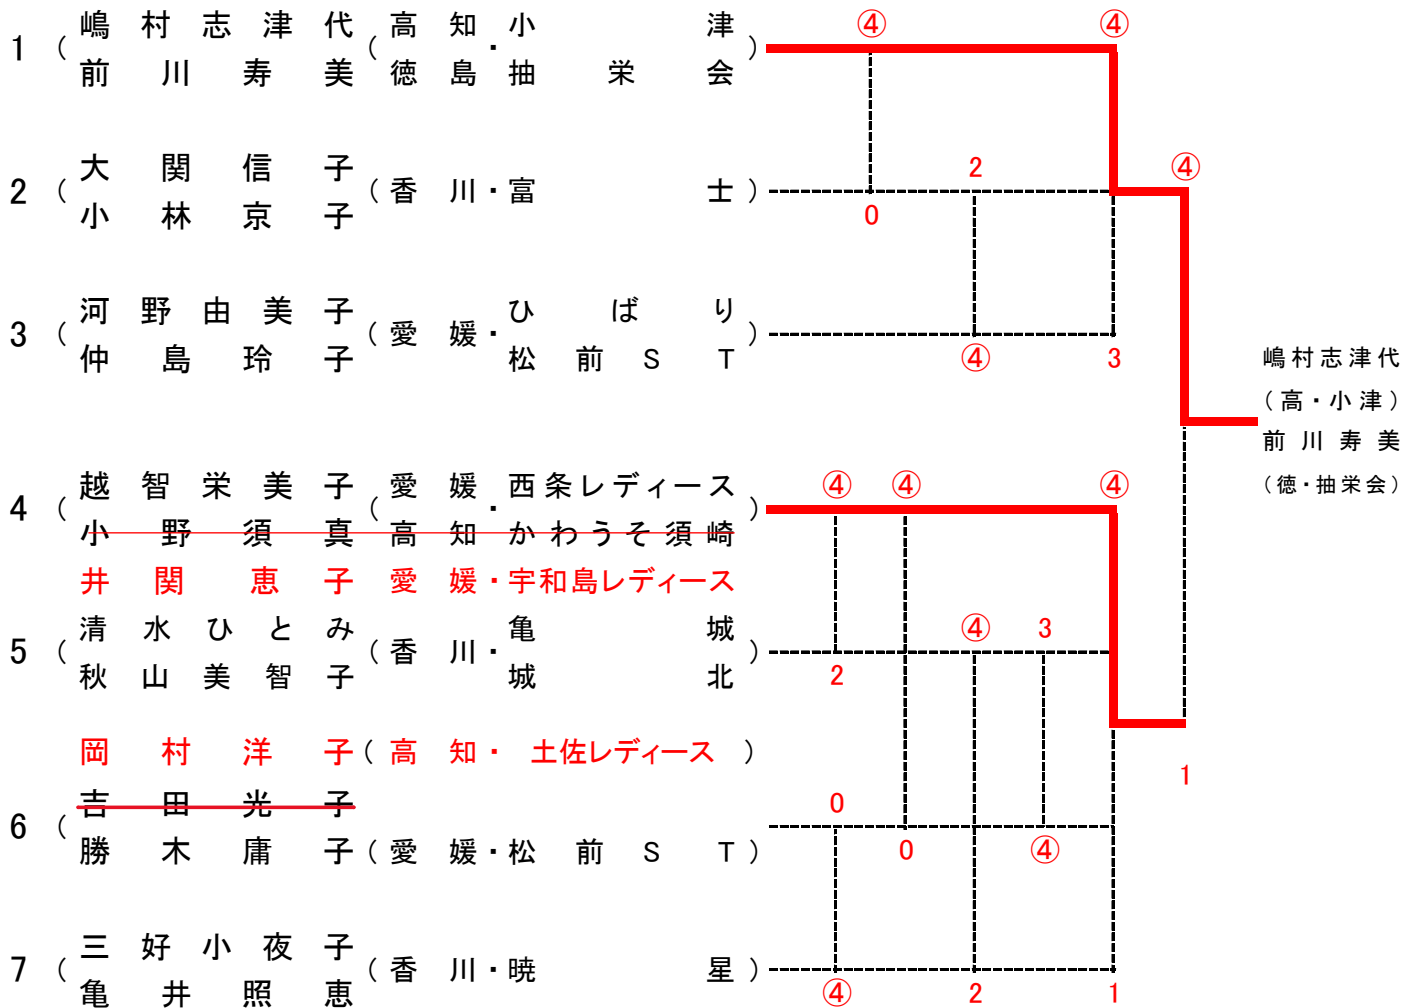 ④ ④
1 ( 嶋村志津代 ( 高知・小津 )
前川寿美 徳島 抽栄会
2 ④
2 ( 大関信子 ( 香川・富士 )
小林京子
0
3 ( 河野由美子 ( 愛媛・ひばり )
仲島玲子 松前ST
④ 3
嶋村志津代
(高・小津)
前川寿美
(徳・抽栄会)
④ ④ ④
4 ( 越智栄美子 ( 愛媛・西条レディース )
小野須真 高知 かわうそ須崎
井関恵子 愛媛・宇和島レディース
④ 3
5 ( 清水ひとみ ( 香川・亀城 )
秋山美智子 城北
2
岡村洋子 ( 高知・土佐レディース )
1
0
6 ( 吉田光子
勝木庸子 ( 愛媛・松前ST )
0 ④
7 ( 三好小夜子 ( 香川・暁星 )
亀井照恵
④ 2 1